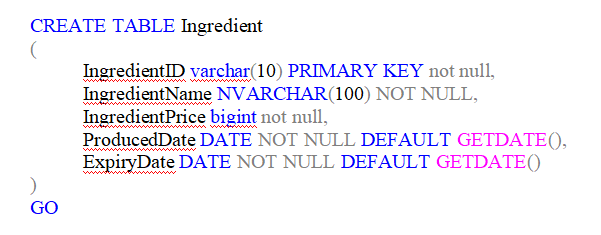 CREATE TABLE Ingredient
(
IngredientID varchar(10) PRIMARY KEY not null,
IngredientName NVARCHAR(100) NOT NULL,
IngredientPrice bigint not null,
ProducedDate DATE NOT NULL DEFAULT GETDATE(),
ExpiryDate DATE NOT NULL DEFAULT GETDATE()
)
GO